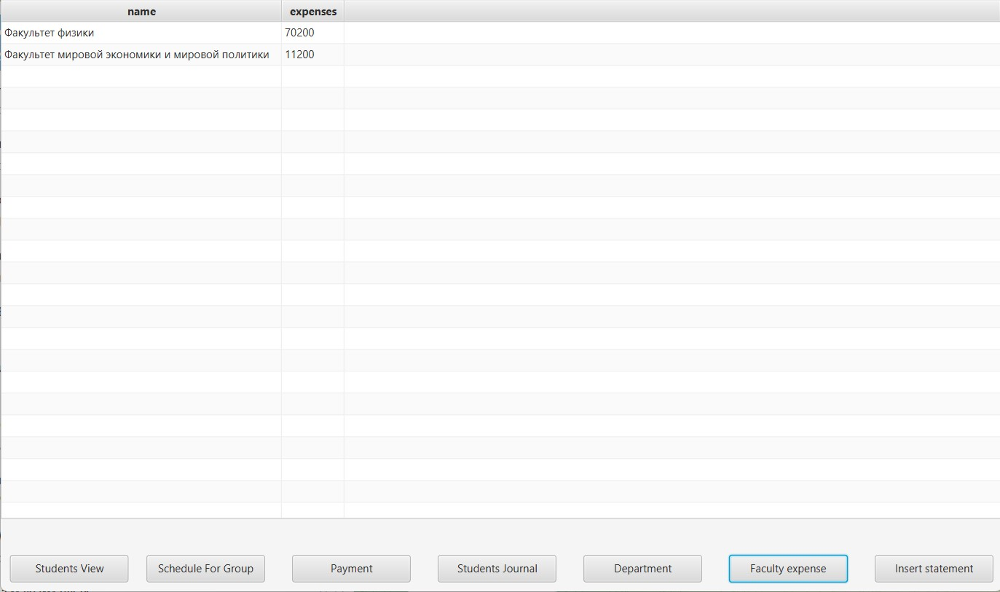 name expenses
Факультет физики 70200
Факультет мировой экономики и мировой политики 11200
Students View Schedule For Group Payment Students Journal Department Faculty expense Insert statement